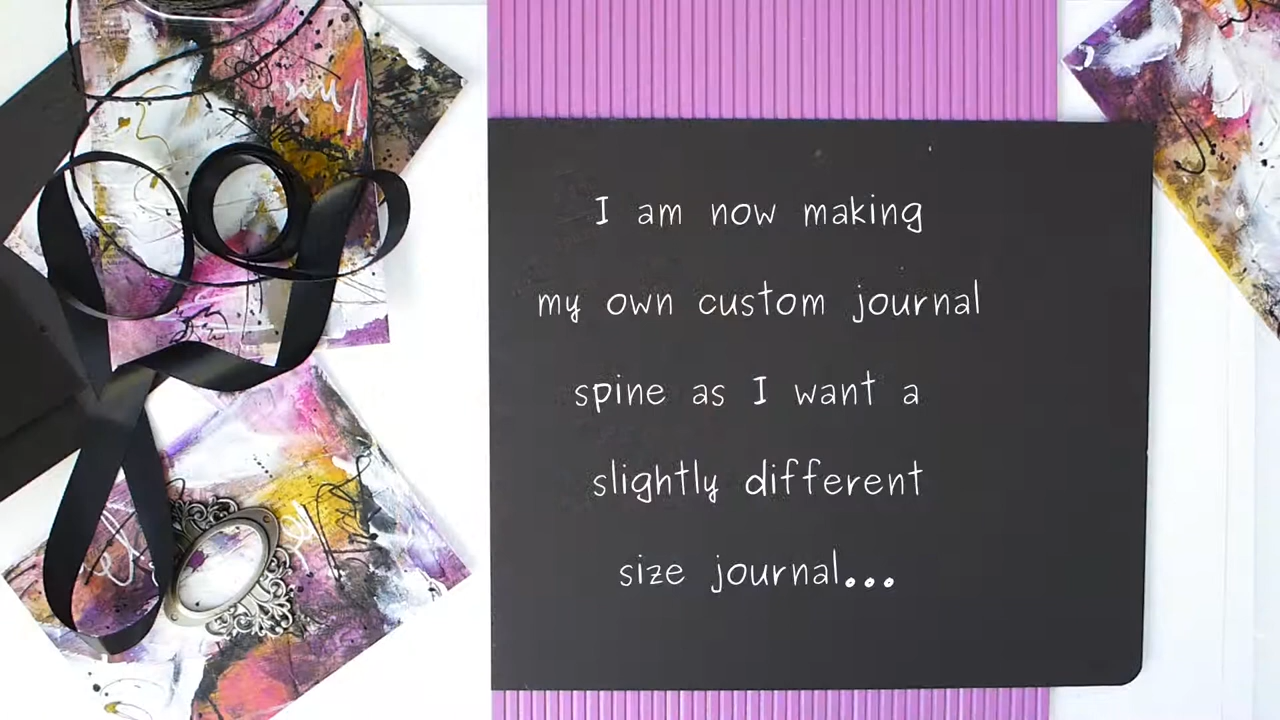 I am now making
my own custom journal
spine as I want a
slightly different
size journal...